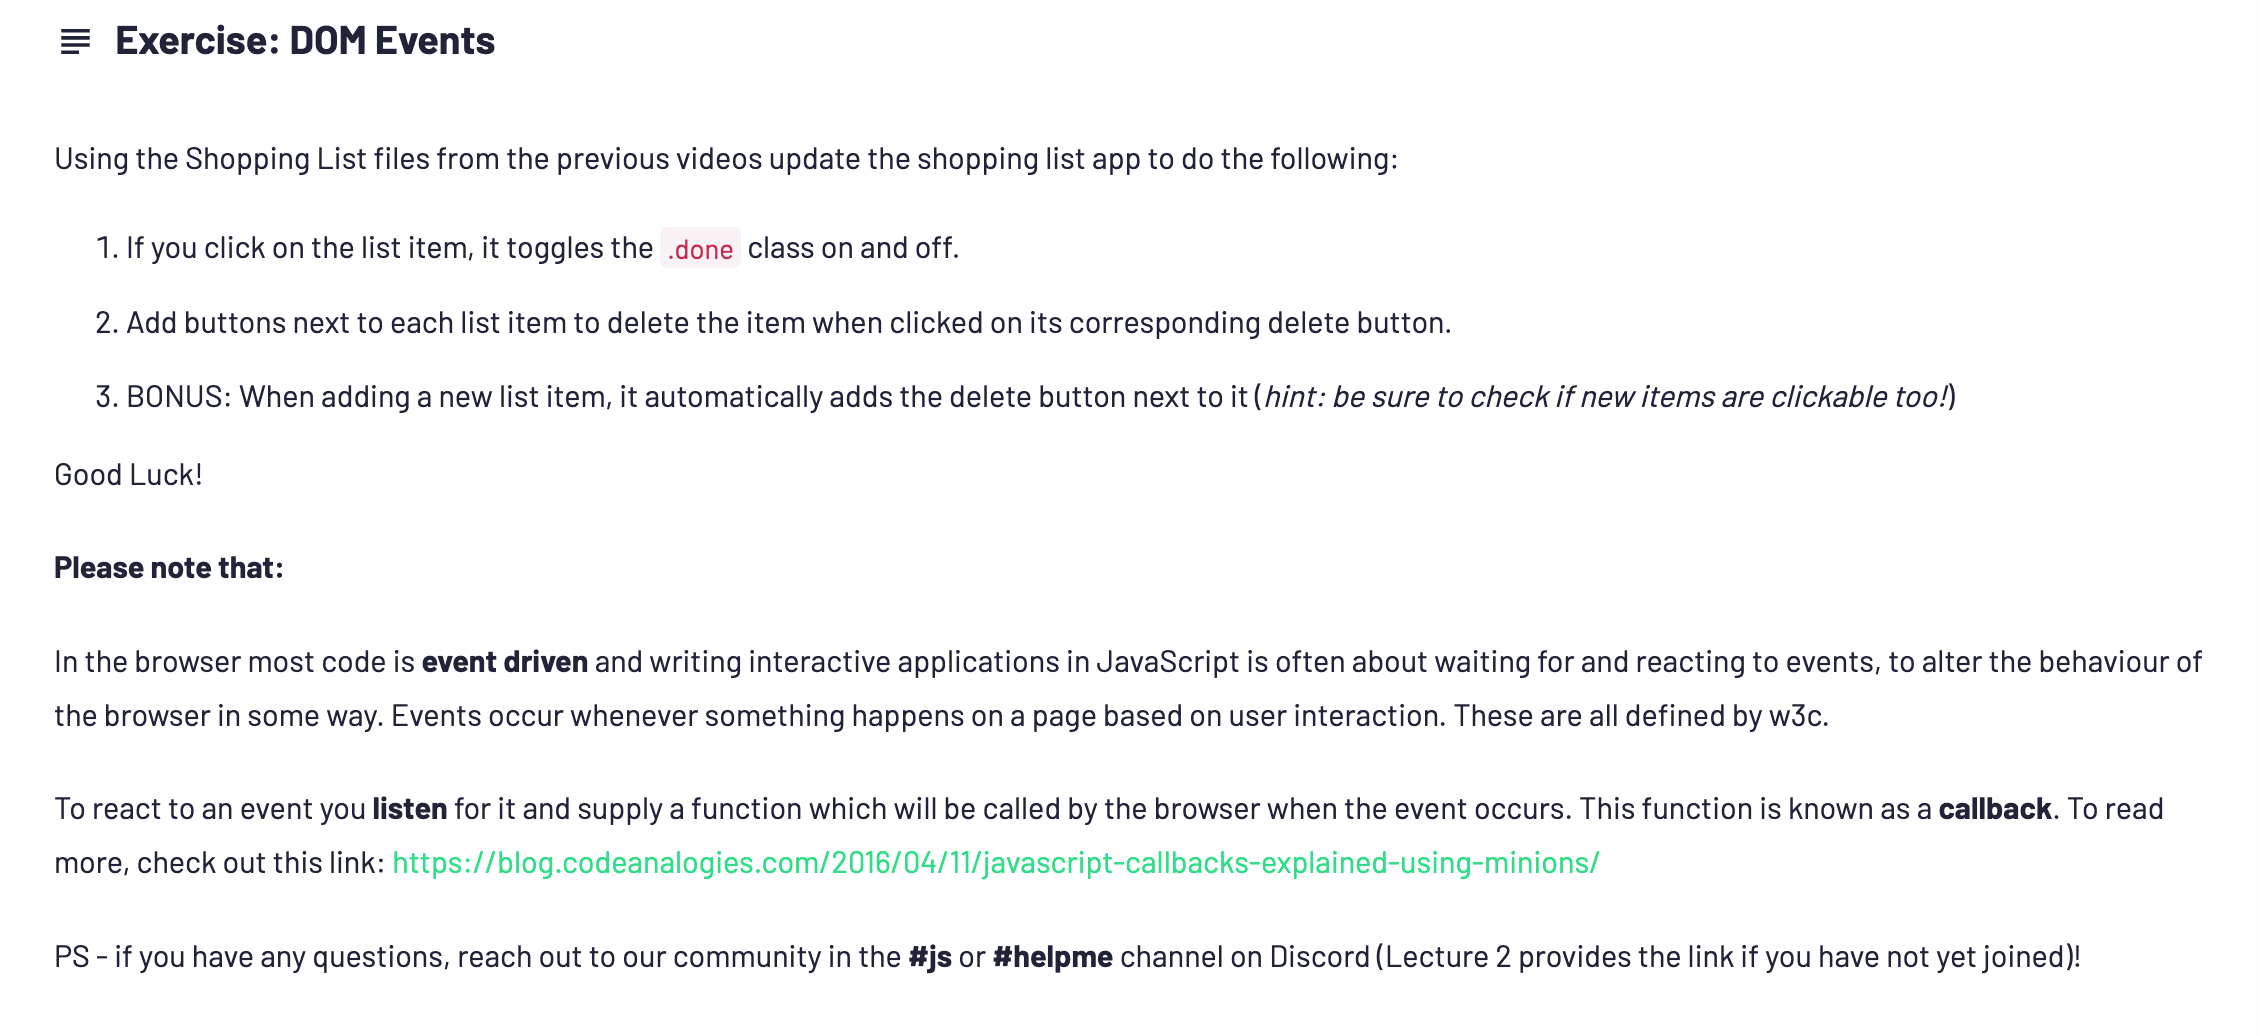 Exercise: DOM Events
Using the Shopping List files from the previous videos update the shopping list app to do the following:
1. If you click on the list item, it toggles the .done class on and off.
2. Add buttons next to each list item to delete the item when clicked on its corresponding delete button.
3. BONUS: When adding a new list item, it automatically adds the delete button next to it (hint: be sure to check if new items are clickable too!)
Good Luck!
Please note that:
In the browser most code is event driven and writing interactive applications in JavaScript is often about waiting for and reacting to events, to alter the behaviour of
the browser in some way. Events occur whenever something happens on a page based on user interaction. These are all defined by w3c.
To react to an event you listen for it and supply a function which will be called by the browser when the event occurs. This function is known as a callback. To read
more, check out this link: https://blog.codeanalogies.com/2016/04/11/javascript-callbacks-explained-using-minions/
PS - if you have any questions, reach out to our community in the #js or #helpme channel on Discord (Lecture 2 provides the link if you have not yet joined)!